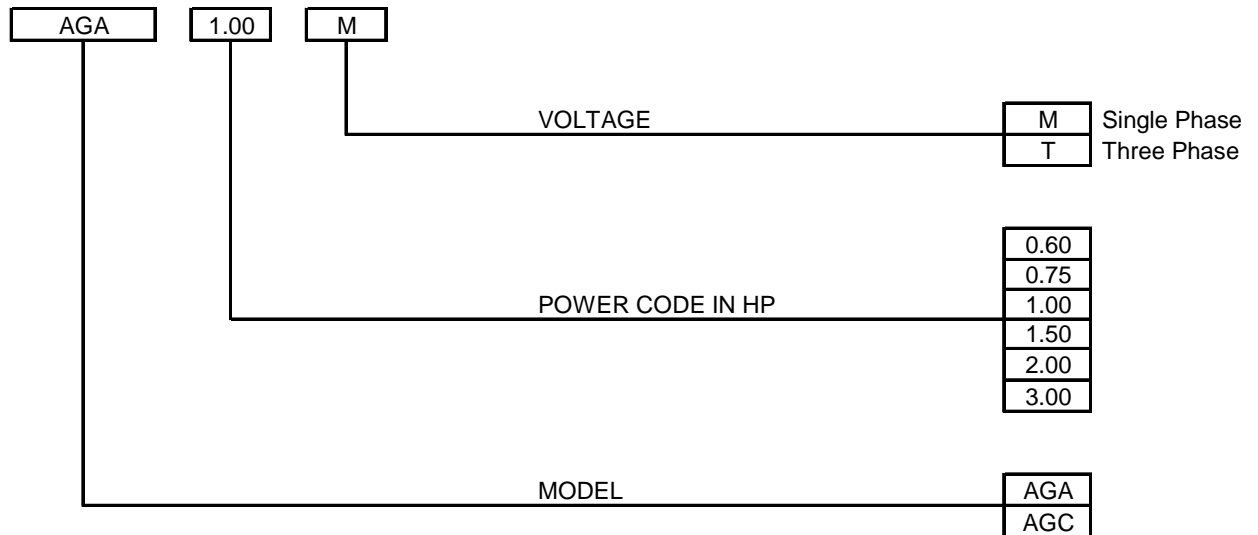 AGA 1.00 M
VOLTAGE M Single Phase
T Three Phase
0.60
0.75
POWER CODE IN HP 1.00
1.50
2.00
3.00
MODEL AGA
AGC